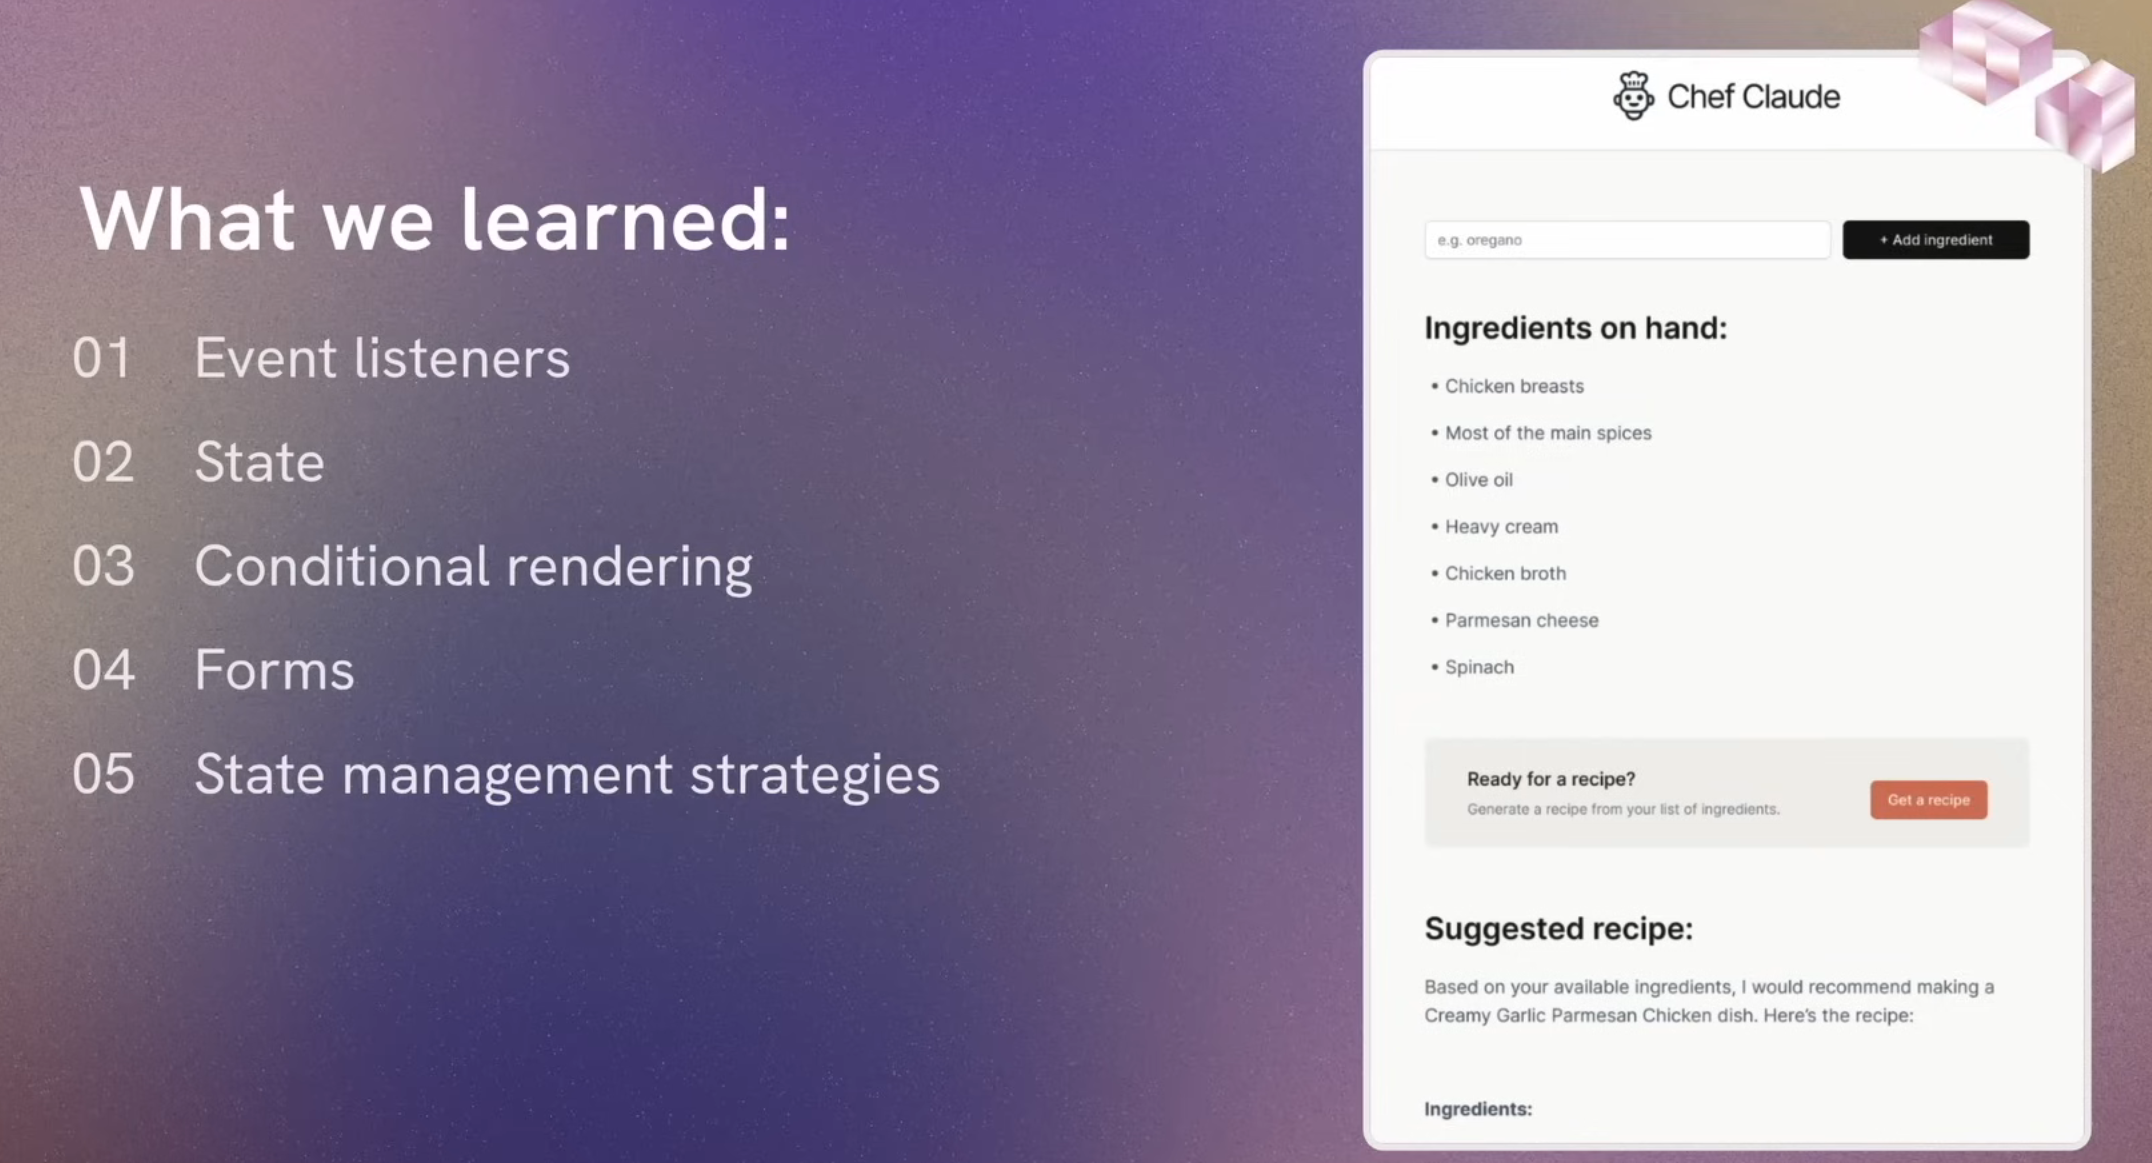 What we learned:
01 Event listeners
02 State
03 Conditional rendering
04 Forms
05 State management strategies
Chef Claude
e.g. oregano
+ Add ingredient
Ingredients on hand:
• Chicken breasts
• Most of the main spices
• Olive oil
• Heavy cream
• Chicken broth
• Parmesan cheese
• Spinach
Ready for a recipe?
Generate a recipe from your list of ingredients.
Get a recipe
Suggested recipe:
Based on your available ingredients, I would recommend making a
Creamy Garlic Parmesan Chicken dish. Here’s the recipe:
Ingredients: